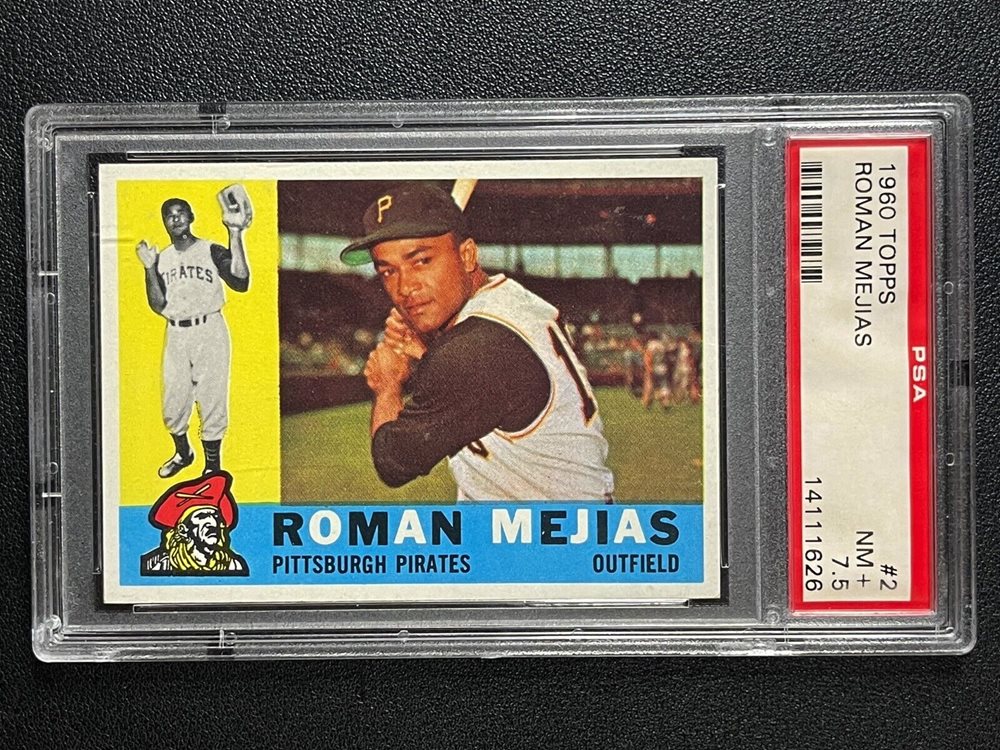 PIRATES
P
ROMAN MEJIAS
PITTSBURGH PIRATES OUTFIELD
1960 TOPPS #2
ROMAN MEJIAS NM + 7.5
PSA 14111626